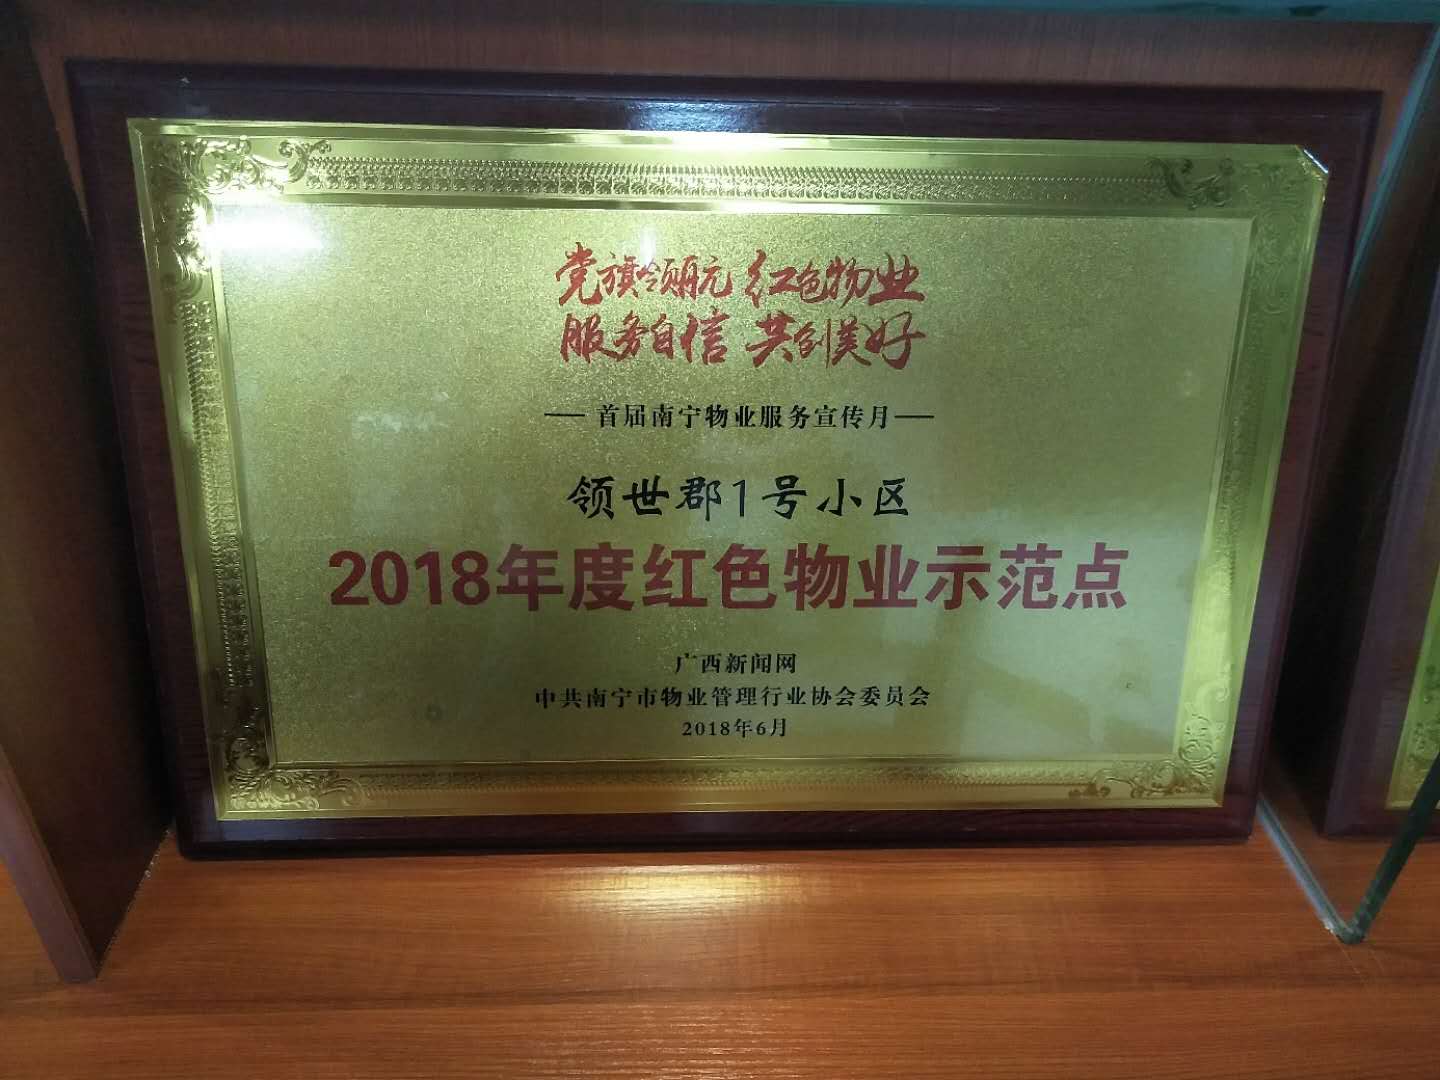 党旗领航 红色物业
服务自信 共创美好
首届南宁物业服务宣传月
领世郡1号小区
2018年度红色物业示范点
广西新闻网
中共南宁市物业管理行业协会委员会
2018年6月